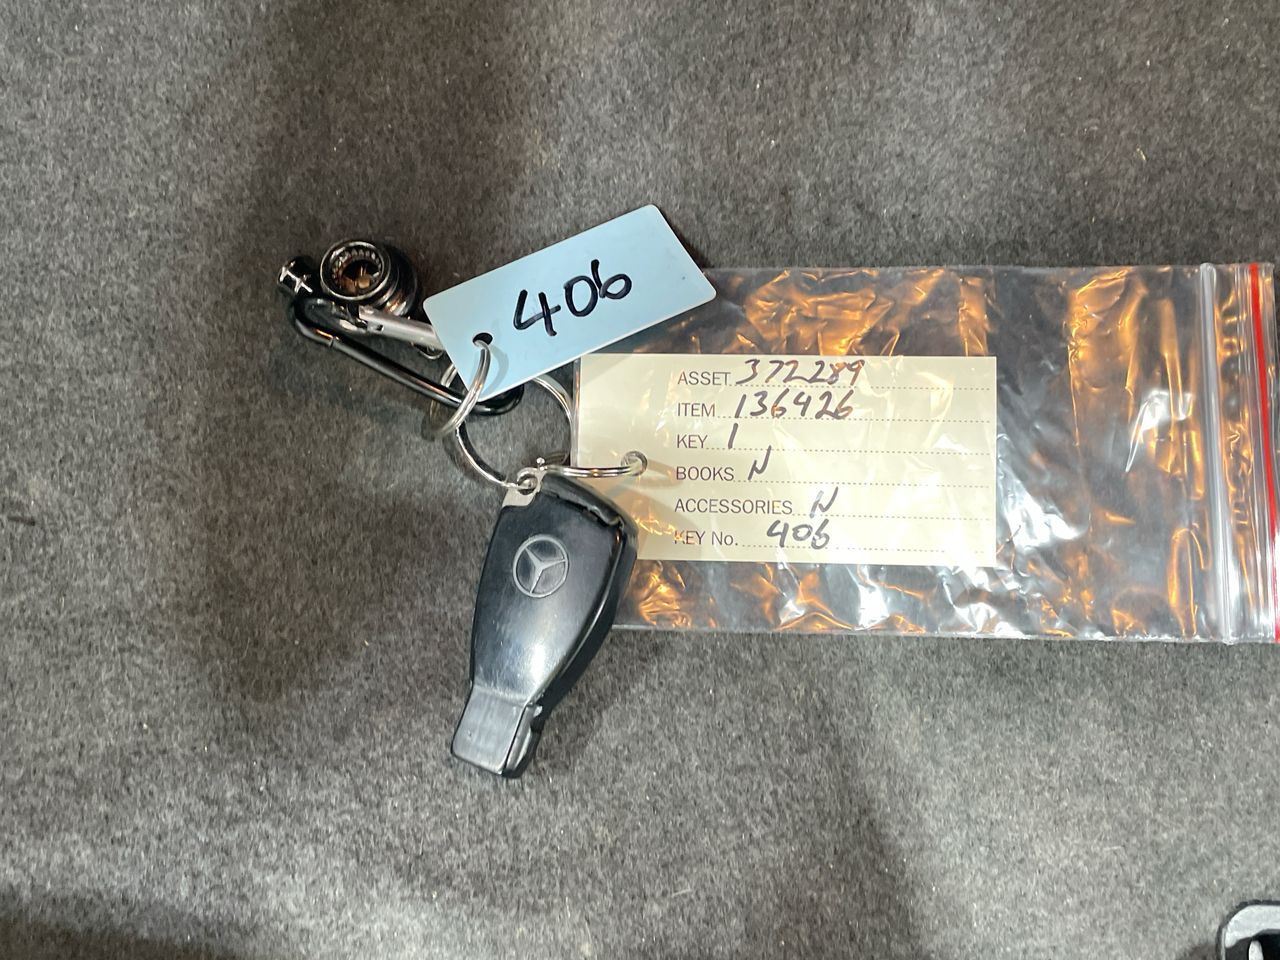 406
ASSET 372289
ITEM 136426
KEY 1
BOOKS N
ACCESSORIES N
KEY No. 406